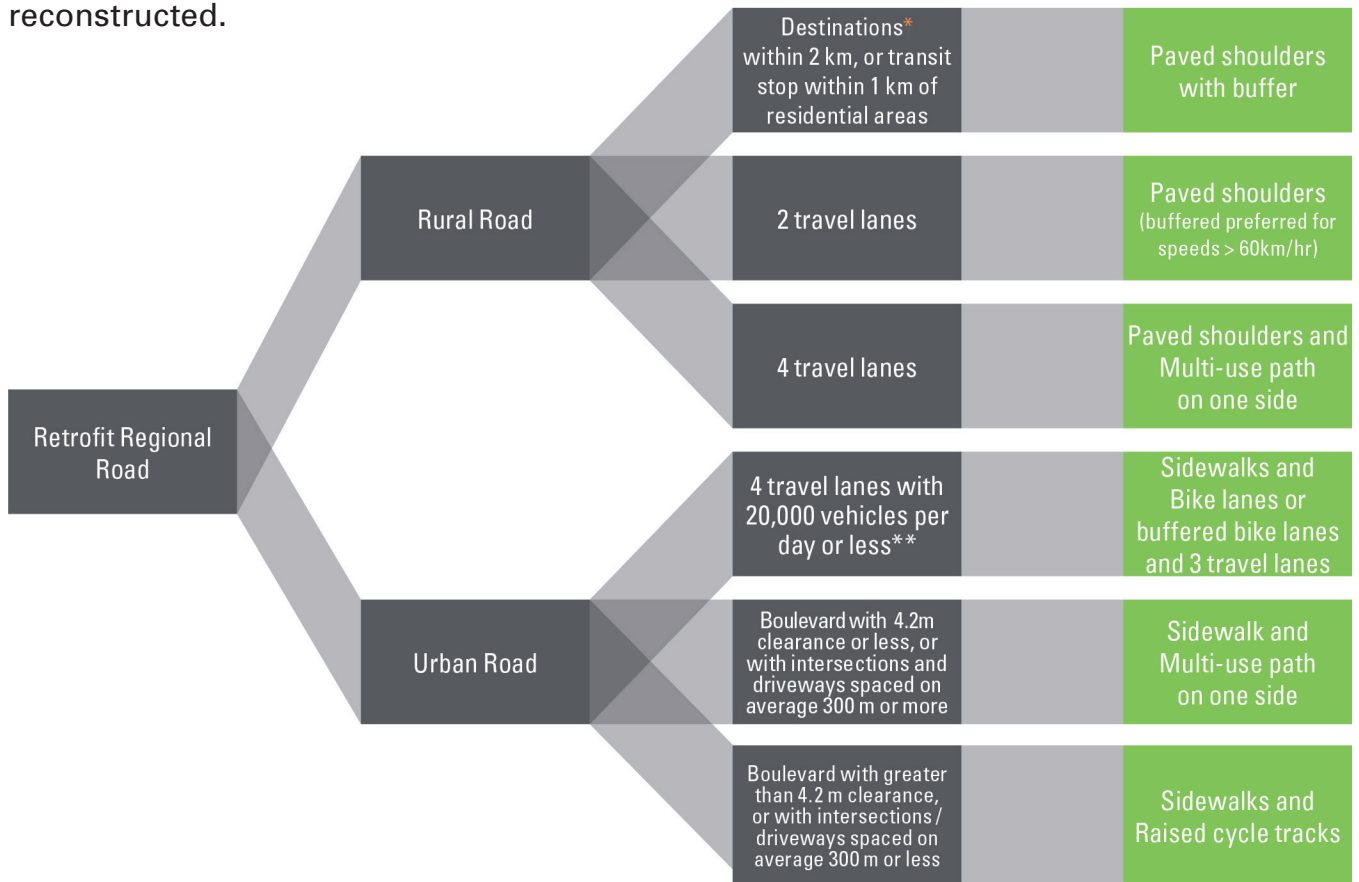 reconstructed.
Retrofit Regional
Road
Rural Road
Destinations*
within 2 km, or transit
stop within 1 km of
residential areas
Paved shoulders
with buffer
2 travel lanes
Paved shoulders
(buffered preferred for
speeds > 60km/hr)
4 travel lanes
Paved shoulders and
Multi-use path
on one side
Urban Road
4 travel lanes with
20,000 vehicles per
day or less**
Sidewalks and
Bike lanes or
buffered bike lanes
and 3 travel lanes
Boulevard with 4.2m
clearance or less, or
with intersections and
driveways spaced on
average 300 m or more
Sidewalk and
Multi-use path
on one side
Boulevard with greater
than 4.2 m clearance,
or with intersections /
driveways spaced on
average 300 m or less
Sidewalks and
Raised cycle tracks